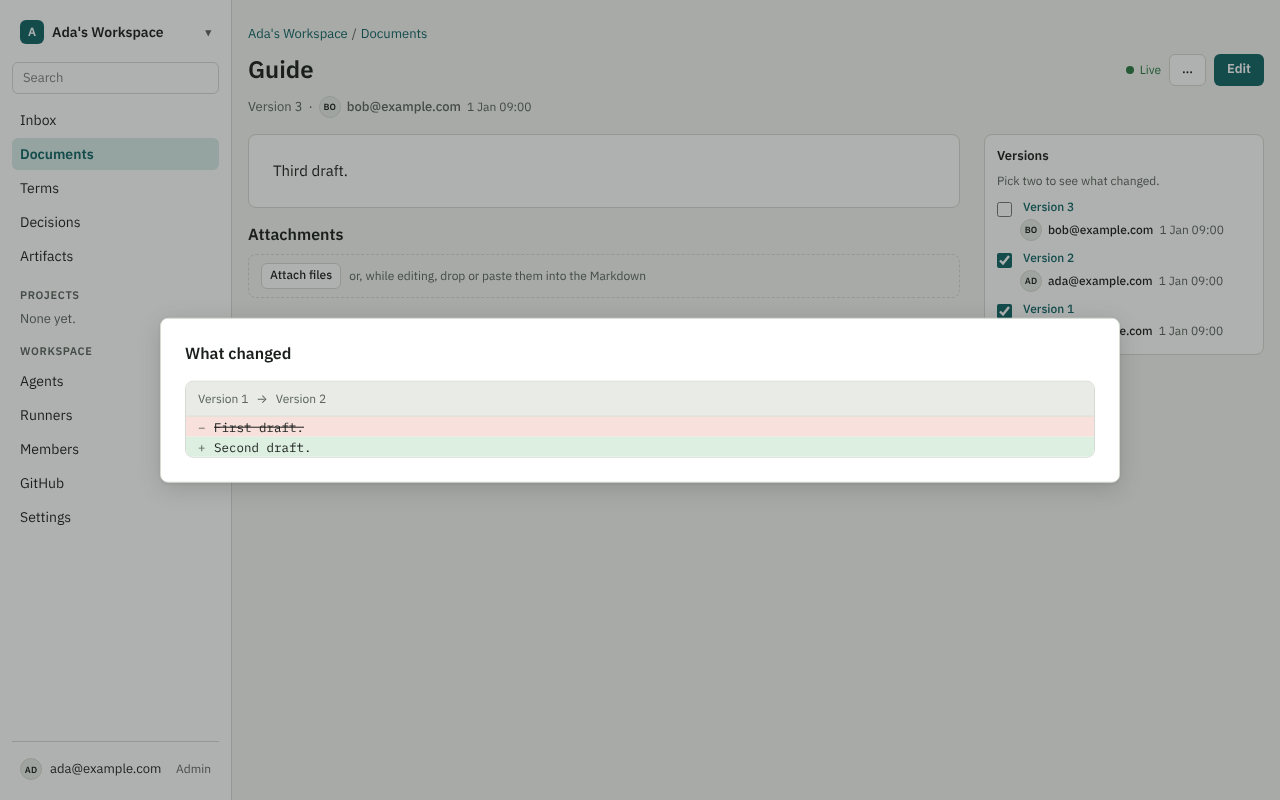 A Ada's Workspace ▾
Search
Inbox
Documents
Terms
Decisions
Artifacts
PROJECTS
None yet.
WORKSPACE
Agents
Runners
Members
GitHub
Settings
AD ada@example.com Admin
Ada's Workspace / Documents
Guide
Live
...
Edit
Version 3 · BO bob@example.com 1 Jan 09:00
Third draft.
Attachments
Attach files or, while editing, drop or paste them into the Markdown
Versions
Pick two to see what changed.
Version 3
BO bob@example.com 1 Jan 09:00
Version 2
AD ada@example.com 1 Jan 09:00
Version 1
e.com 1 Jan 09:00
What changed
Version 1 → Version 2
− First draft.
+ Second draft.